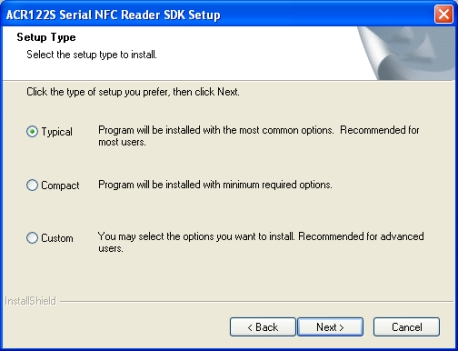 ACR122S Serial NFC Reader SDK Setup
Setup Type
Select the setup type to install.
Click the type of setup you prefer, then click Next.
Typical
Program will be installed with the most common options. Recommended for
most users.
Compact
Program will be installed with minimum required options.
Custom
You may select the options you want to install. Recommended for advanced
users.
InstallShield
< Back
Next >
Cancel